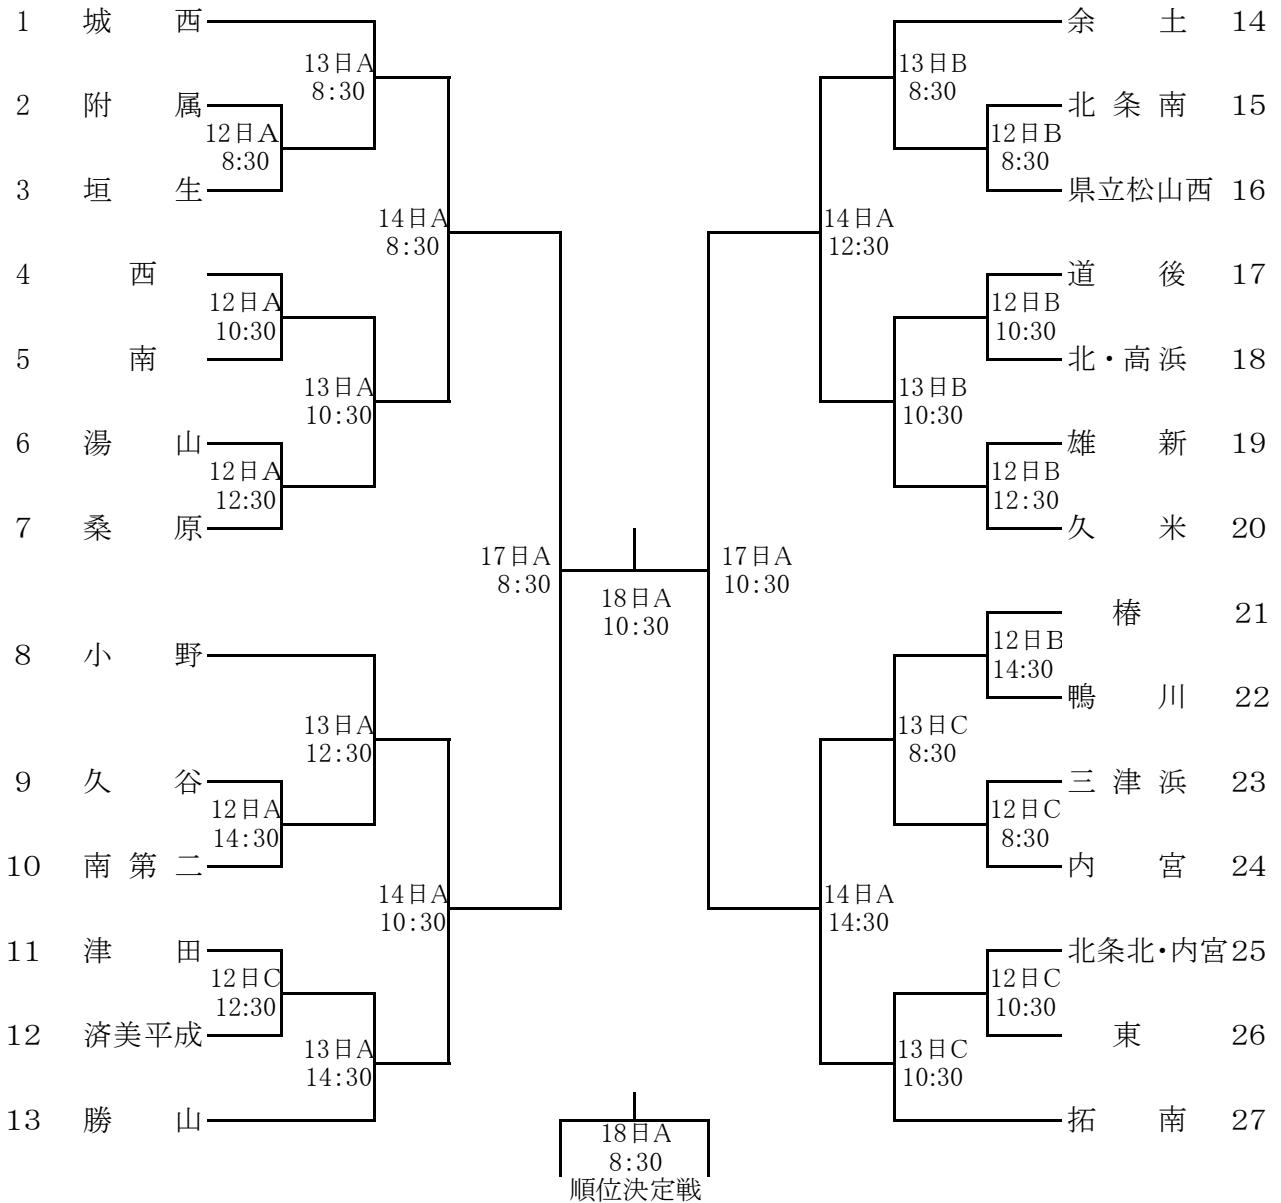 1 城西
13日A
8:30
2 附属
12日A
8:30
3 垣生
14日A
8:30
4 西
12日A
10:30
5 南
13日A
10:30
6 湯山
12日A
12:30
7 桑原
17日A
8:30
8 小野
13日A
12:30
9 久谷
12日A
14:30
10 南第二
14日A
10:30
11 津田
12日C
12:30
12 済美平成
13日A
14:30
13 勝山
18日A
10:30
18日A
8:30
順位決定戦
余土 14
13日B
8:30
北条南 15
12日B
8:30
県立松山西 16
14日A
12:30
道後 17
12日B
10:30
北・高浜 18
13日B
10:30
雄新 19
12日B
12:30
久米 20
17日A
10:30
椿 21
12日B
14:30
鴨川 22
13日C
8:30
三津浜 23
12日C
8:30
内宮 24
14日A
14:30
北条北・内宮25
12日C
10:30
東 26
13日C
10:30
拓南 27